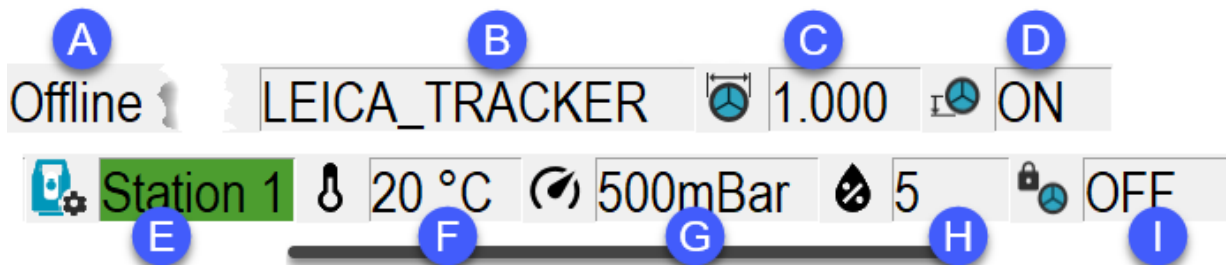 A B C D
Offline LEICA_TRACKER 1.000 ON
Station 1 20 °C 500mBar 5 OFF
E F G H I